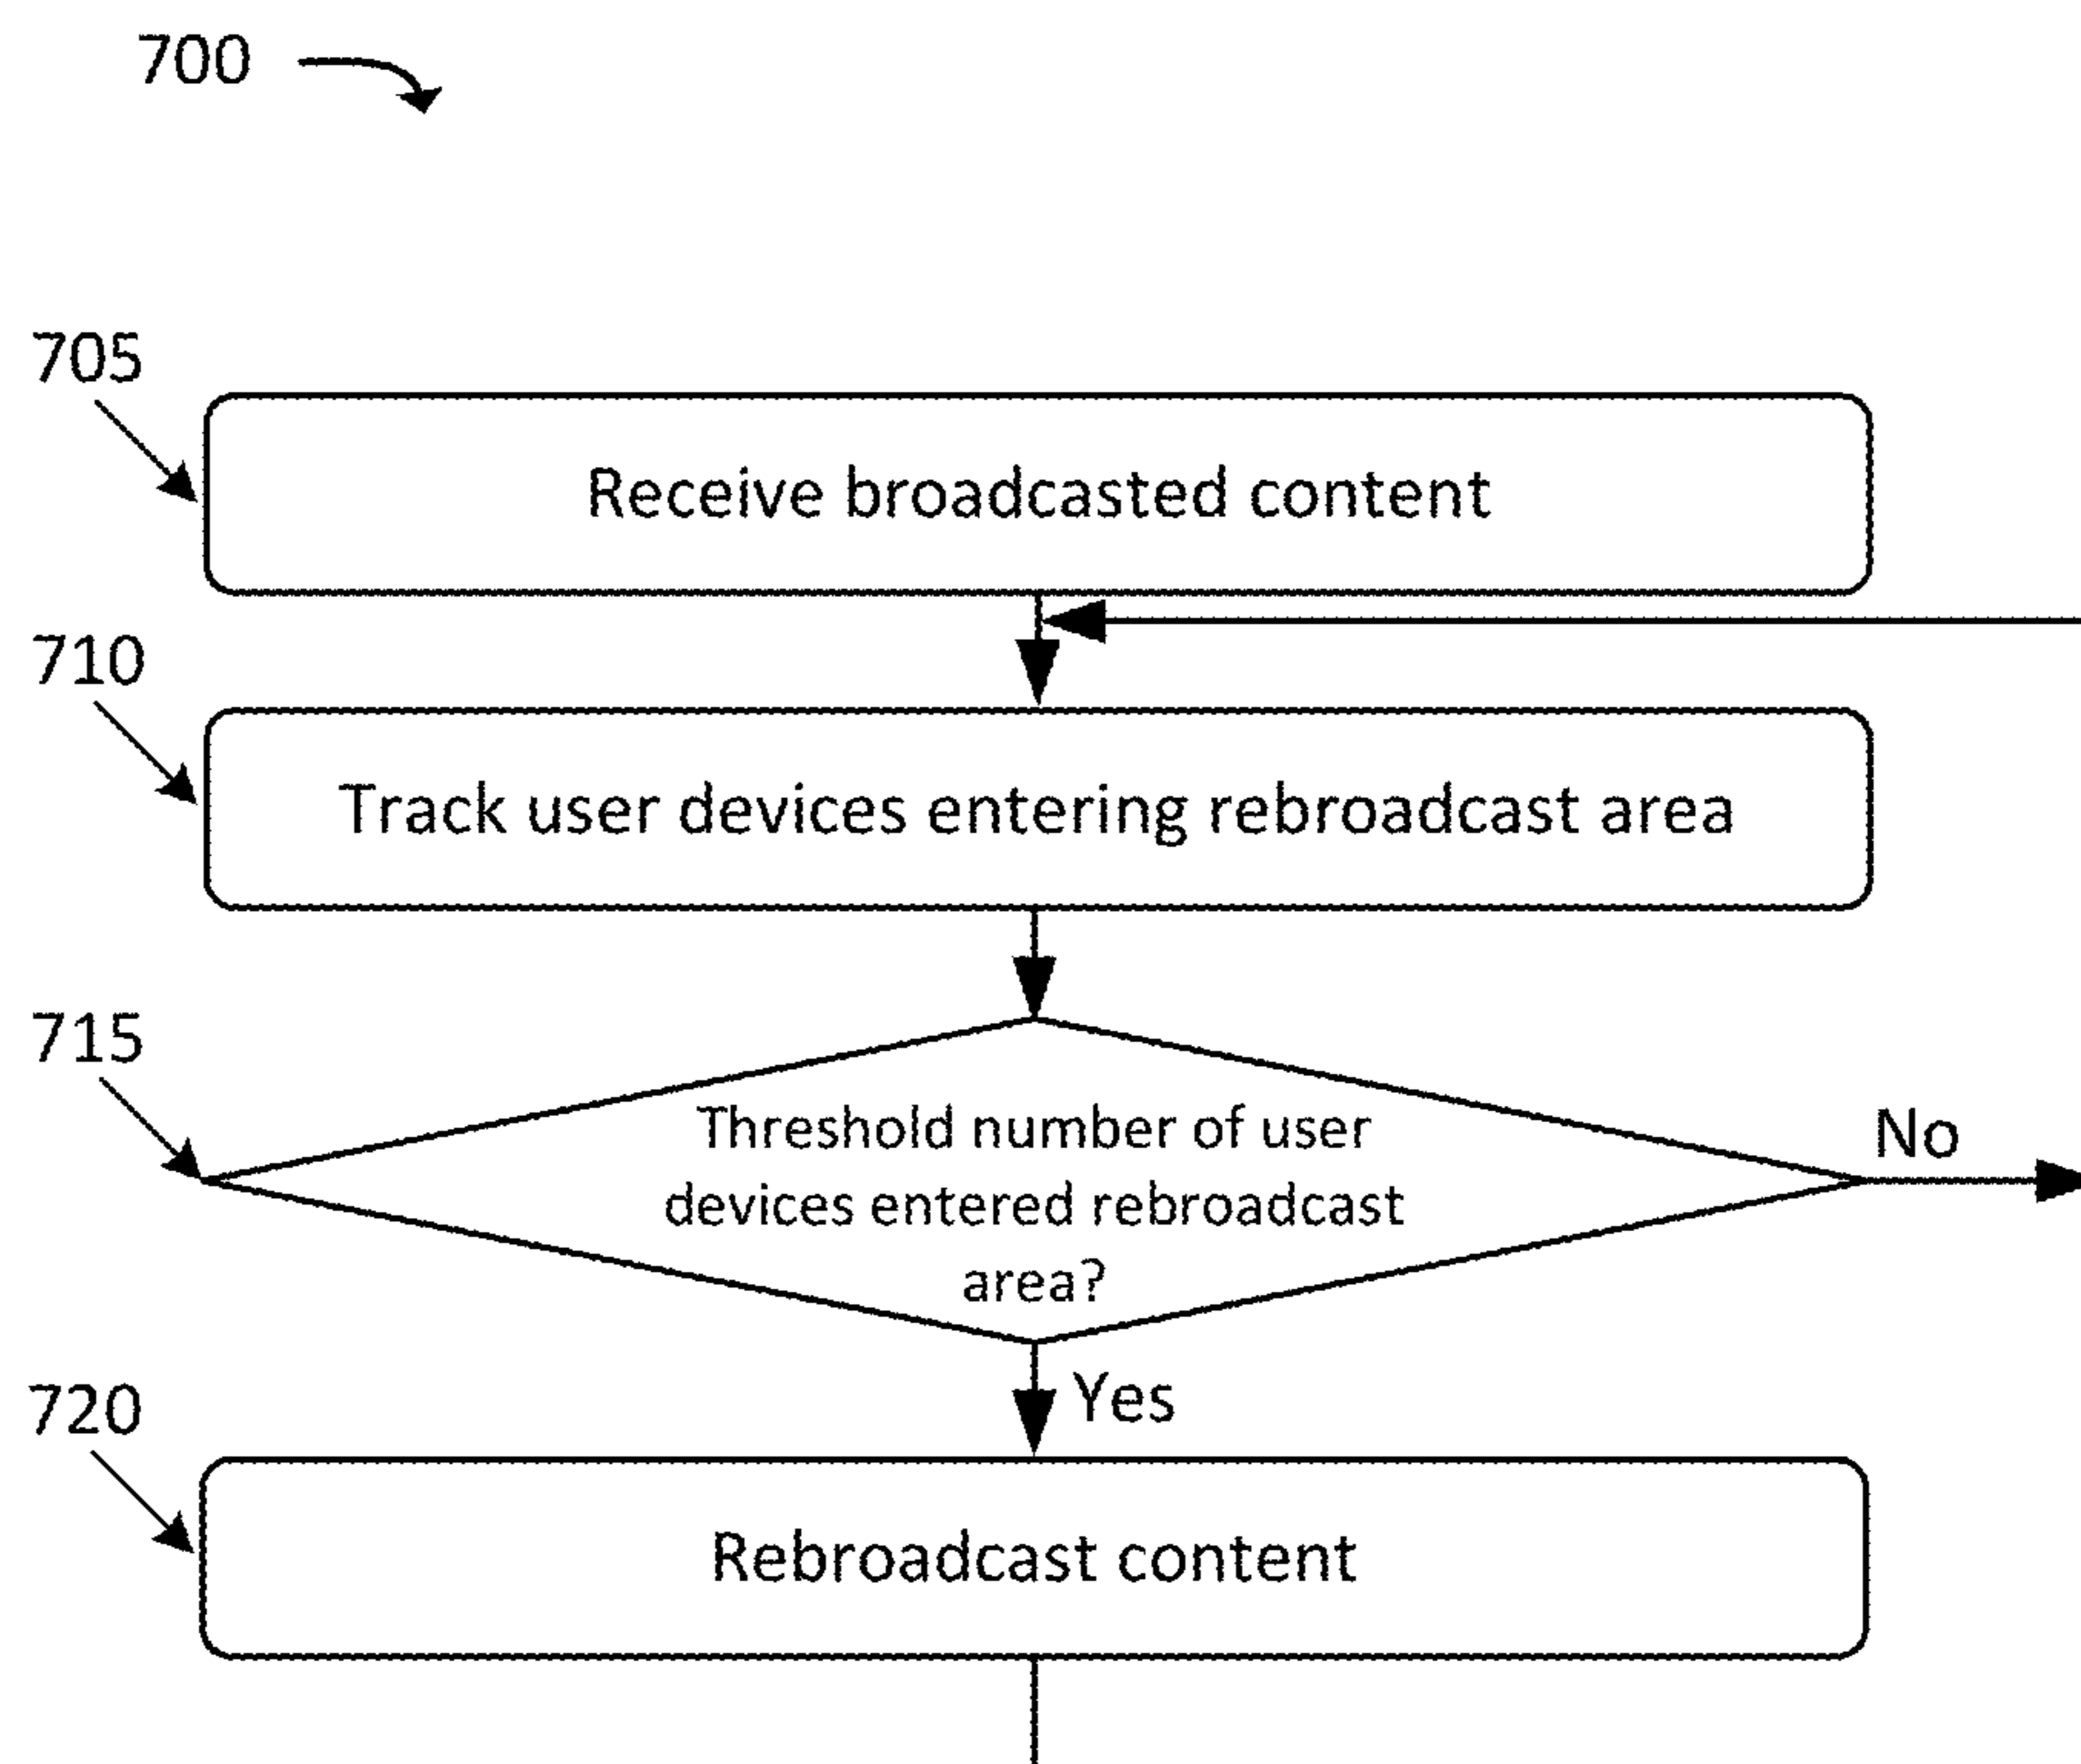 700
705
Receive broadcasted content
710
Track user devices entering rebroadcast area
715
Threshold number of user
devices entered rebroadcast
area?
No
Yes
720
Rebroadcast content